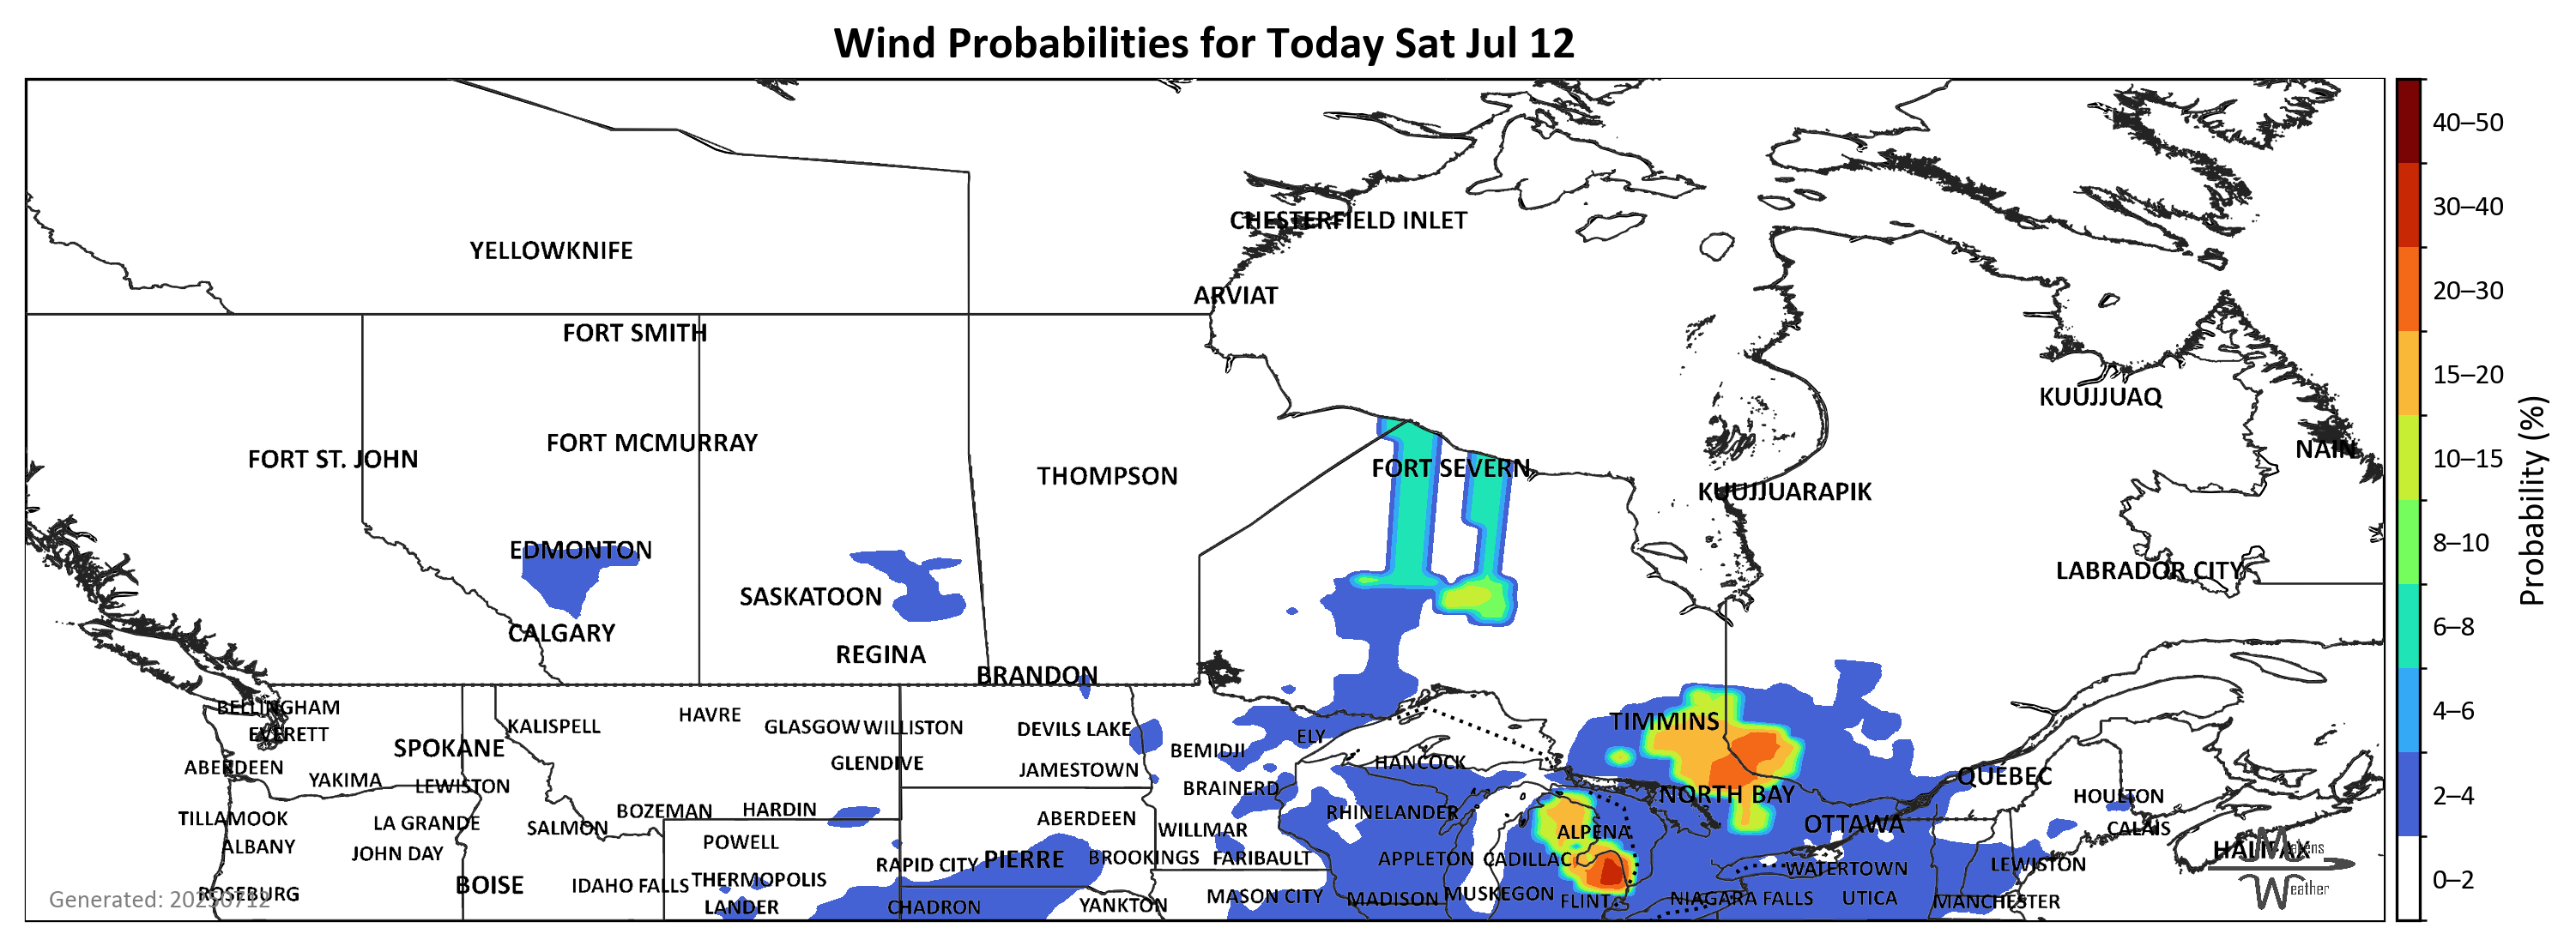 Wind Probabilities for Today Sat Jul 12
40–50
30–40
20–30
15–20
10–15
8–10
6–8
4–6
2–4
0–2
Probability (%)
CHESTERFIELD INLET
YELLOWKNIFE
ARVIAT
FORT SMITH
KUUJJUAQ
FORT MCMURRAY
NAIN
FORT ST. JOHN
FORT SEVERN
THOMPSON
KUUJJUARAPIK
EDMONTON
LABRADOR CITY
SASKATOON
CALGARY
REGINA
BRANDON
BELLINGHAM
HAVRE
TIMMINS
KALISPELL
GLASGOW
WILLISTON
DEVILS LAKE
EVERETT
ELY
SPOKANE
BEMIDJI
GLENDIVE
HANCOCK
ABERDEEN
JAMESTOWN
QUÉBEC
YAKIMA
LEWISTON
BRAINERD
NORTH BAY
HOULTON
BOZEMAN
HARDIN
RHINELANDER
TILLAMOOK
LA GRANDE
SALMON
ABERDEEN
WILLMAR
ALPENA
OTTAWA
CALAIS
ALBANY
JOHN DAY
POWELL
HALIFAX
RAPID CITY
PIERRE
BROOKINGS
FARIBAULT
APPLETON
CADILLAC
WATERTOWN
LEWISTON
BOISE
IDAHO FALLS
THERMOPOLIS
ROSEBURG
LANDER
CHADRON
YANKTON
MASON CITY
MADISON
MUSKEGON
FLINT
NIAGARA FALLS
UTICA
MANCHESTER
Generated: 20250712
eather